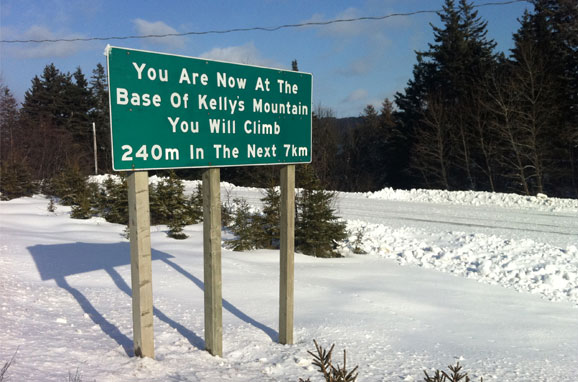 You Are Now At The
Base Of Kelly's Mountain
You Will Climb
240m In The Next 7km